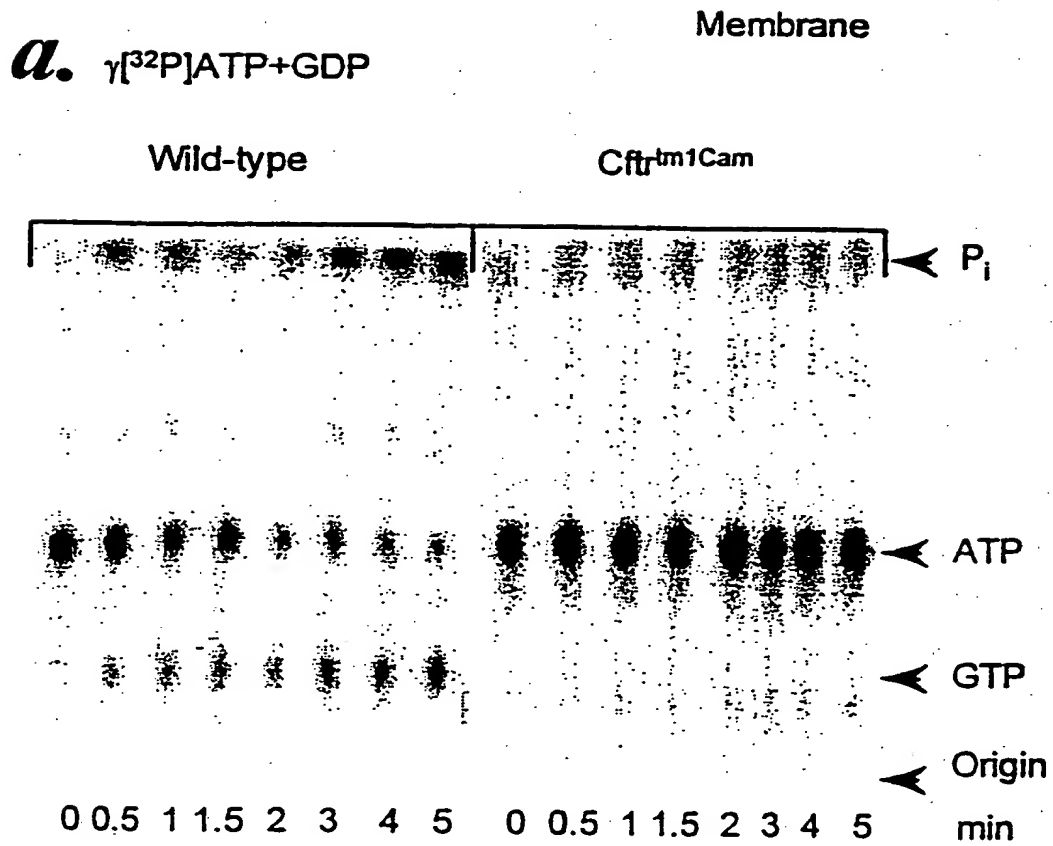 Membrane
a. γ[³²P]ATP+GDP
Wild-type Cftrᵗᵐ¹ᶜᵃᵐ
Pᵢ
ATP
GTP
Origin
0 0.5 1 1.5 2 3 4 5 0 0.5 1 1.5 2 3 4 5 min